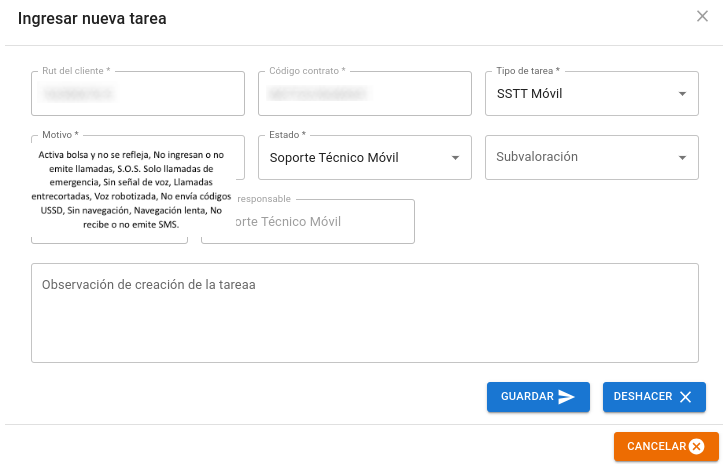 Ingresar nueva tarea
Rut del cliente *
Código contrato *
Tipo de tarea *
SSTT Móvil
Motivo *
Activa bolsa y no se refleja, No ingresan o no
emite llamadas, S.O.S. Solo llamadas de
emergencia, Sin señal de voz, Llamadas
entrecortadas, Voz robotizada, No envía códigos
USSD, Sin navegación, Navegación lenta, No
recibe o no emite SMS.
Estado *
Soporte Técnico Móvil
Subvaloración
responsable
orte Técnico Móvil
Observación de creación de la tareaa
GUARDAR
DESHACER
CANCELAR